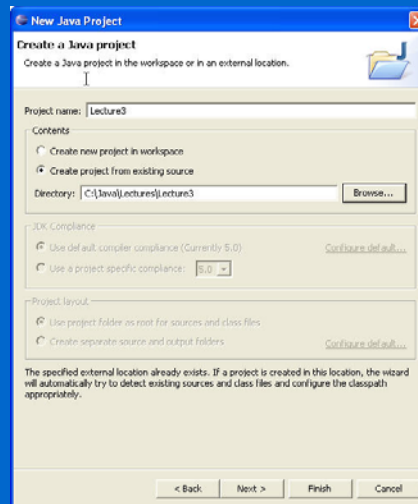 New Java Project
Create a Java project
Create a Java project in the workspace or in an external location.
Project name: Lecture3
Contents
Create new project in workspace
Create project from existing source
Directory: C:\Java\Lectures\Lecture3 Browse...
JDK Compliance
Use default compiler compliance (Currently 5.0) Configure default...
Use a project specific compliance: 5.0
Project layout
Use project folder as root for sources and class files
Create separate source and output folders Configure default...
The specified external location already exists. If a project is created in this location, the wizard
will automatically try to detect existing sources and class files and configure the classpath
appropriately.
< Back Next > Finish Cancel